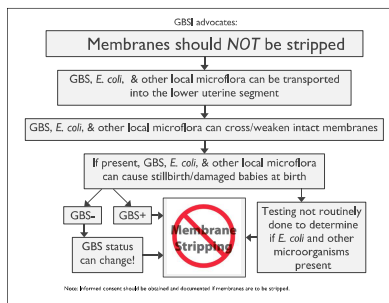 GBSI advocates:
Membranes should NOT be stripped
GBS, E. coli, & other local microflora can be transported
into the lower uterine segment
GBS, E. coli, & other local microflora can cross/weaken intact membranes
If present, GBS, E. coli, & other local microflora
can cause stillbirth/damaged babies at birth
GBS-
GBS+
GBS status
can change!
Membrane
Stripping
Testing not routinely
done to determine
if E. coli and other
microorganisms
present
Note: Informed consent should be obtained and documented if membranes are to be stripped.